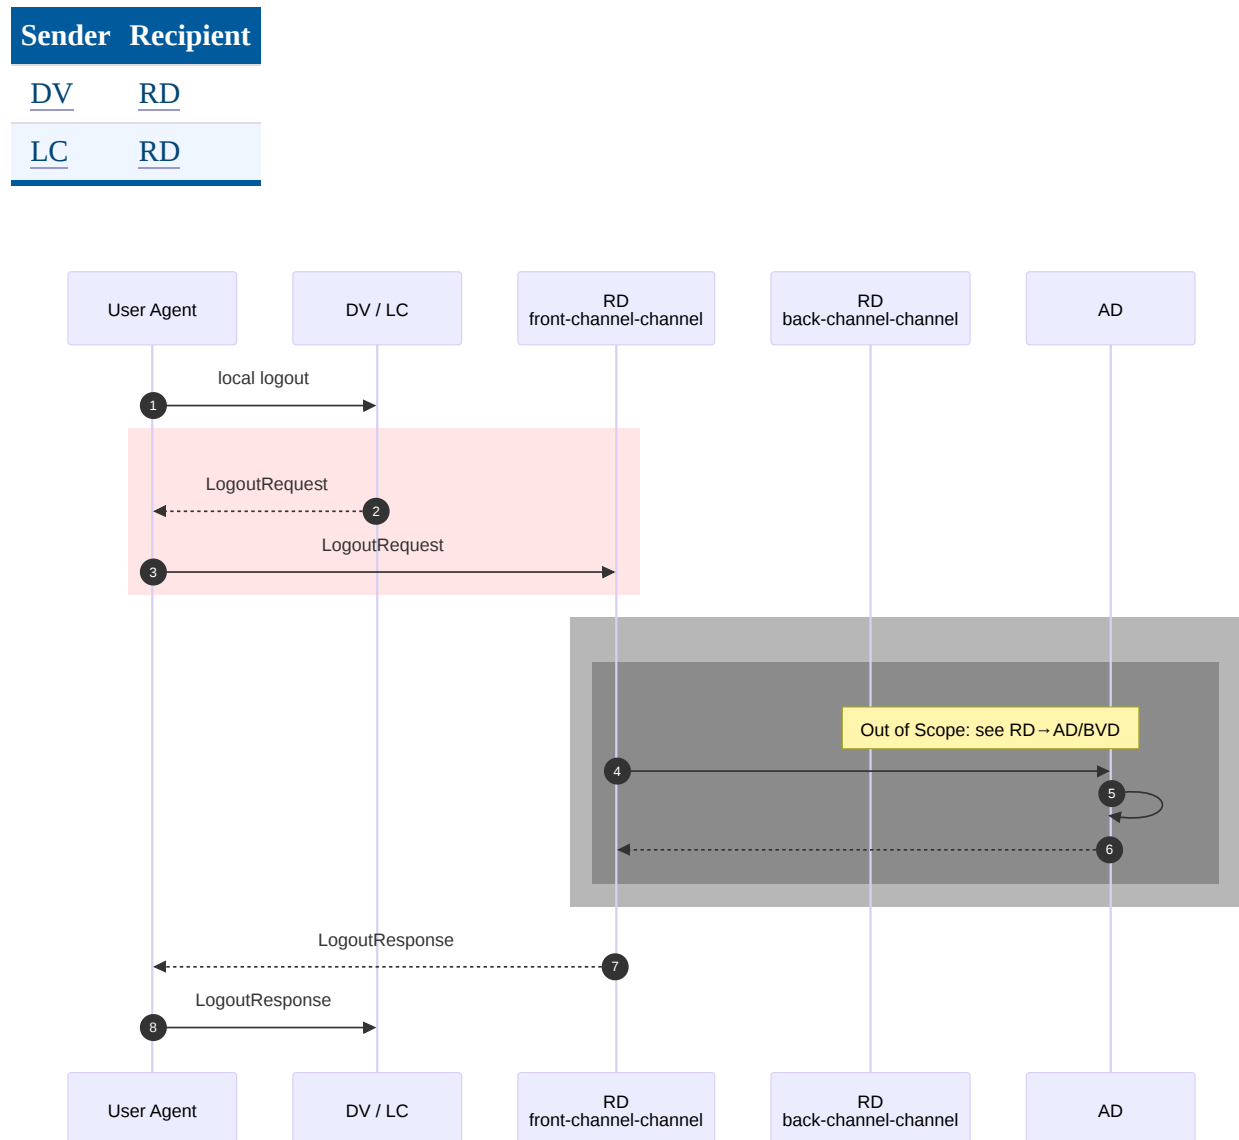 Sender Recipient
DV RD
LC RD
User Agent
DV / LC
RD
front-channel-channel
RD
back-channel-channel
AD
local logout
1
LogoutRequest
2
LogoutRequest
3
Out of Scope: see RD→AD/BVD
4
5
6
LogoutResponse
7
LogoutResponse
8
User Agent
DV / LC
RD
front-channel-channel
RD
back-channel-channel
AD